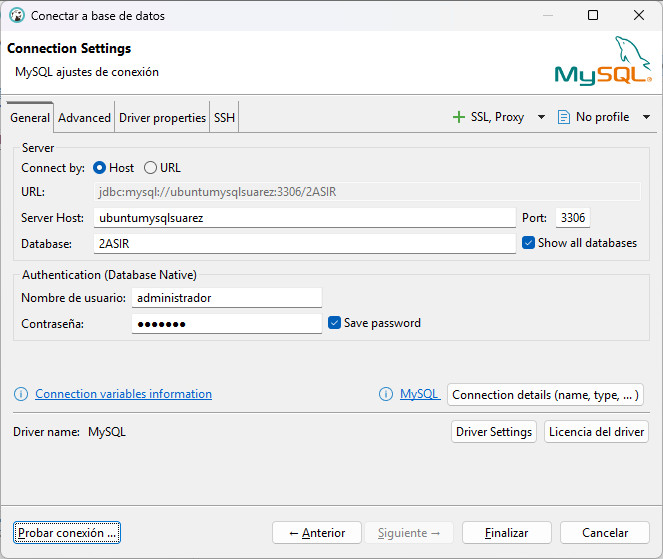 Conectar a base de datos
Connection Settings
MySQL ajustes de conexión
MySQL
General Advanced Driver properties SSH SSL, Proxy No profile
Server
Connect by: Host URL
URL: jdbc:mysql://ubuntumysqlsuarez:3306/2ASIR
Server Host: ubuntumysqlsuarez Port: 3306
Database: 2ASIR Show all databases
Authentication (Database Native)
Nombre de usuario: administrador
Contraseña: ●●●●●●● Save password
Connection variables information MySQL Connection details (name, type, ... )
Driver name: MySQL Driver Settings Licencia del driver
Probar conexión ... ← Anterior Siguiente → Finalizar Cancelar